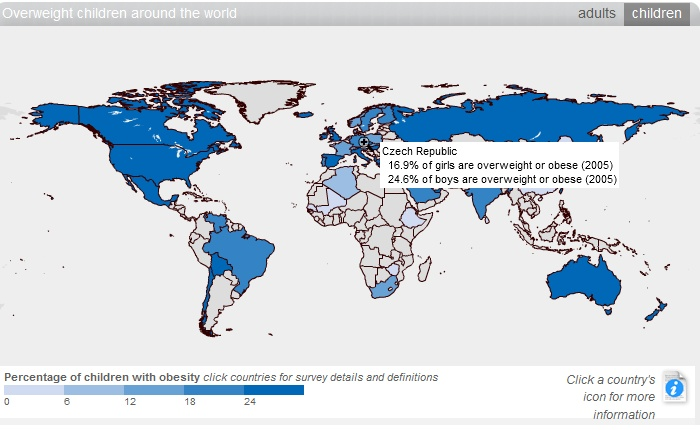 Overweight children around the world
adults children
Czech Republic
16.9% of girls are overweight or obese (2005)
24.6% of boys are overweight or obese (2005)
Percentage of children with obesity click countries for survey details and definitions
0 6 12 18 24
Click a country's
icon for more
information